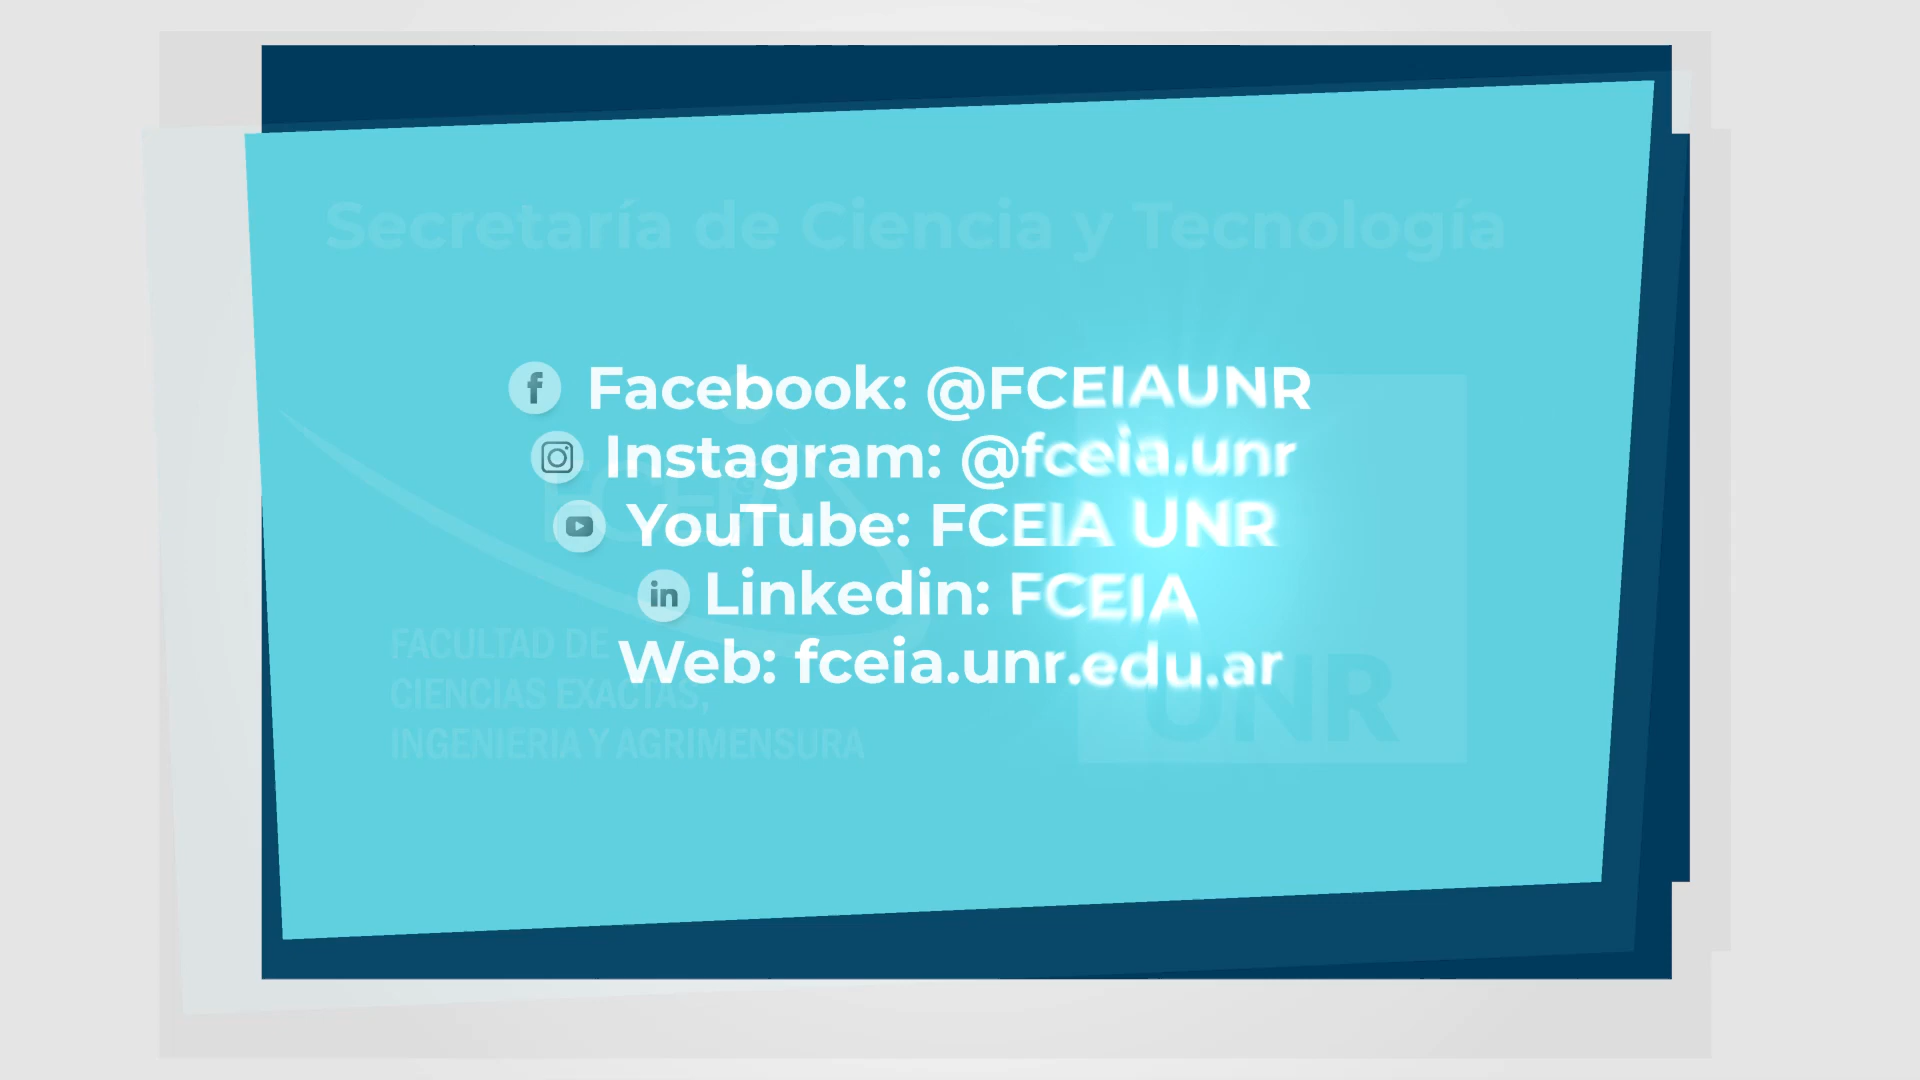 Secretaría de Ciencia y Tecnología
Facebook: @FCEIAUNR
Instagram: @fceia.unr
YouTube: FCEIA UNR
Linkedin: FCEIA
Web: fceia.unr.edu.ar
FCEIA
FACULTAD DE
CIENCIAS EXACTAS,
INGENIERIA Y AGRIMENSURA
UNR